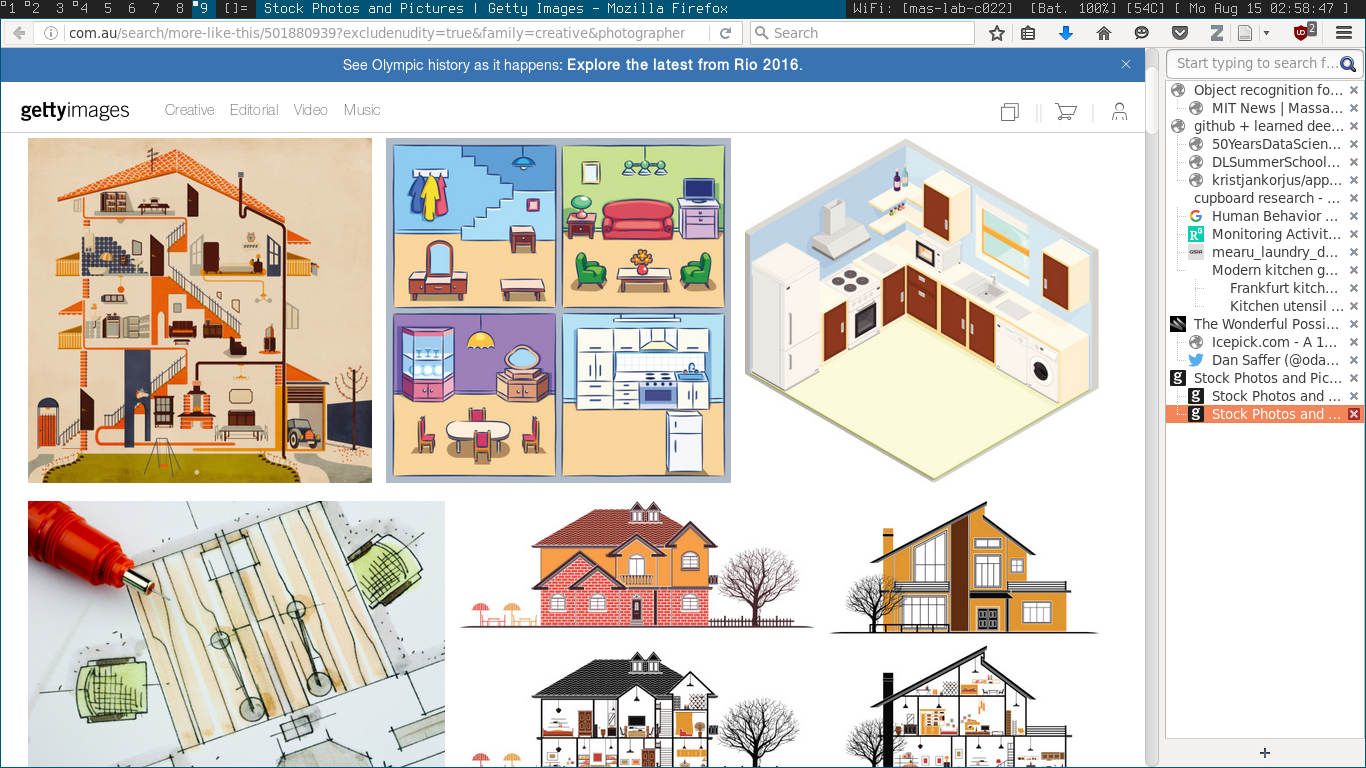 1 2 3 4 5 6 7 8 9 []= Stock Photos and Pictures | Getty Images - Mozilla Firefox WiFi: [mas-lab-c022] [Bat. 100%] [54C] [ Mo Aug 15 02:58:47 ]
com.au/search/more-like-this/501880939?excludenudity=true&family=creative&photographer
Search
2
See Olympic history as it happens: Explore the latest from Rio 2016.
gettyimages Creative Editorial Video Music
Start typing to search f...
Object recognition fo...
MIT News | Massa...
github + learned dee...
50YearsDataScien...
DLSummerSchool...
kristjankorjus/app...
cupboard research - ...
Human Behavior ...
Monitoring Activit...
mearu_laundry_d...
Modern kitchen g...
Frankfurt kitch...
Kitchen utensil ...
The Wonderful Possi...
Icepick.com - A 1...
Dan Saffer (@oda...
Stock Photos and Pic...
Stock Photos and ...
Stock Photos and ...